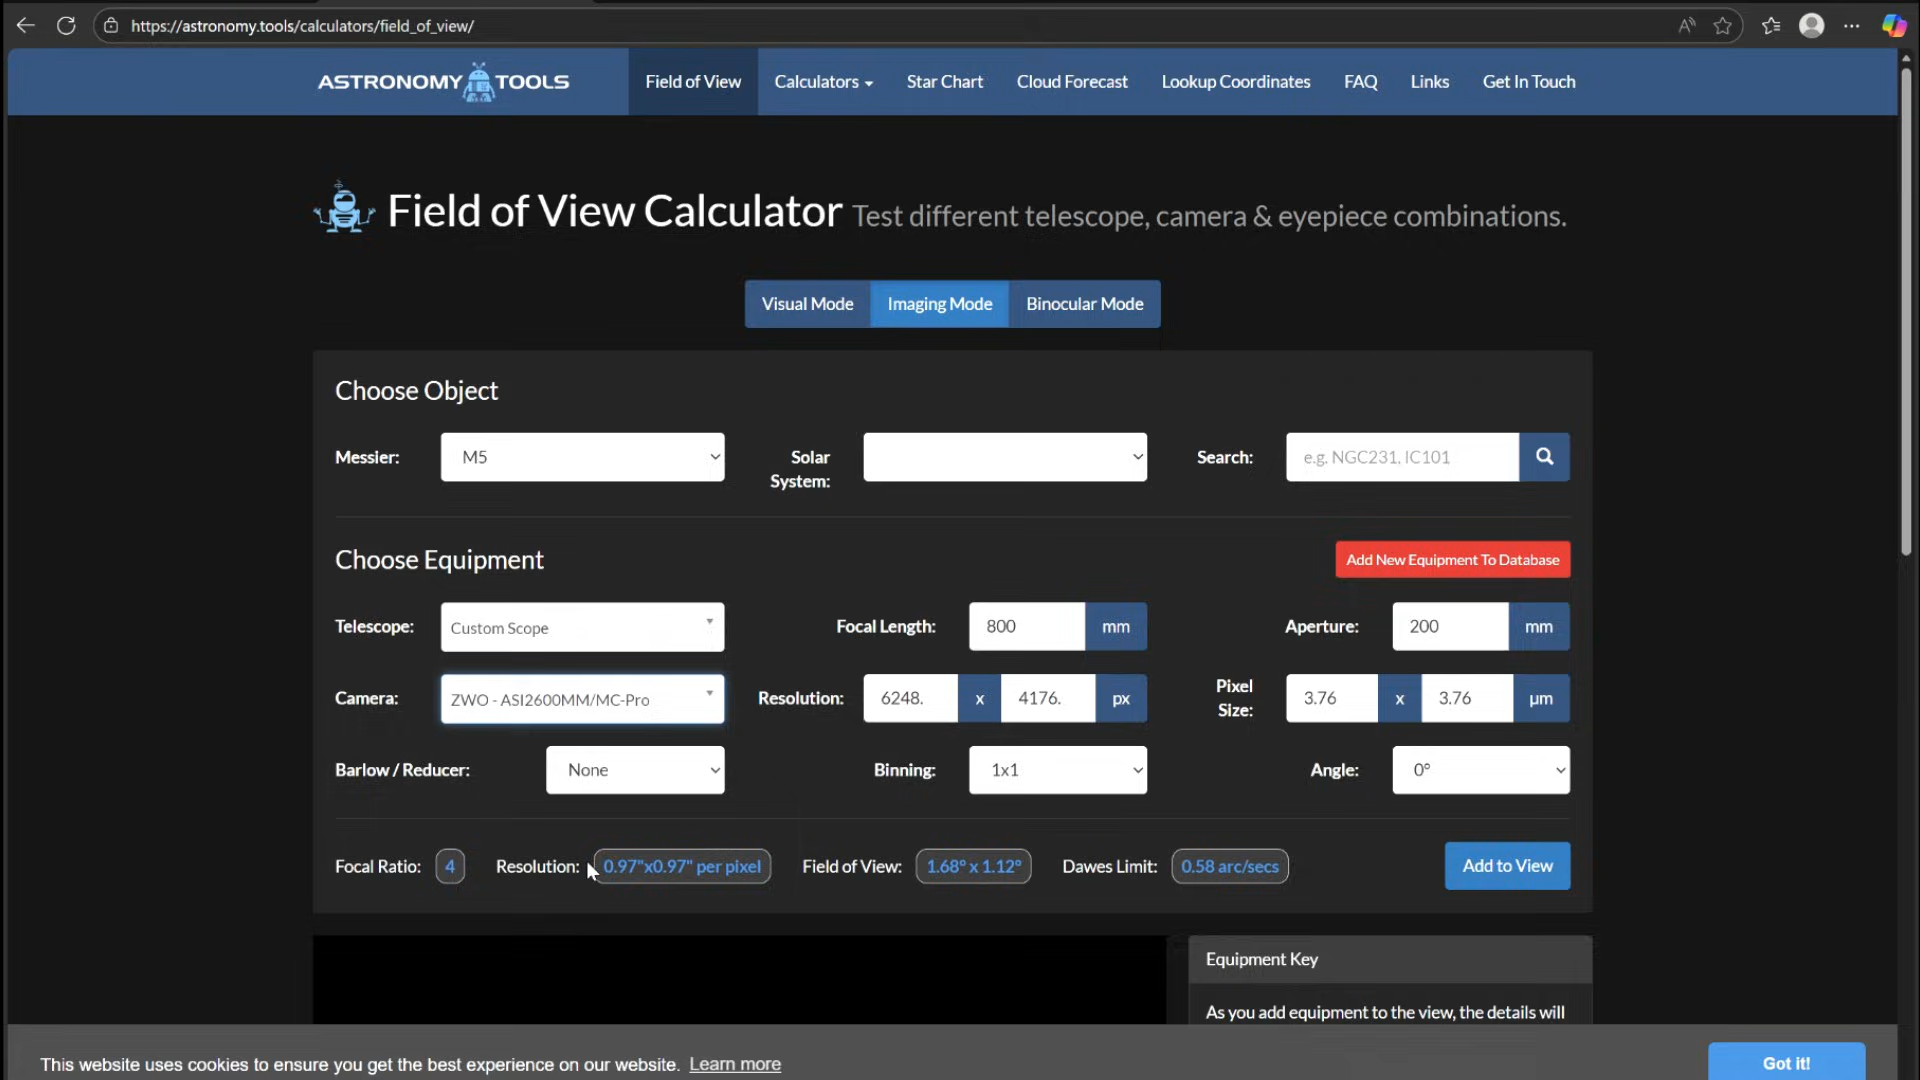 https://astronomy.tools/calculators/field_of_view/
ASTRONOMY TOOLS
Field of View
Calculators
Star Chart
Cloud Forecast
Lookup Coordinates
FAQ
Links
Get In Touch
Field of View Calculator Test different telescope, camera & eyepiece combinations.
Visual Mode
Imaging Mode
Binocular Mode
Choose Object
Messier:
M5
Solar
System:
Search:
e.g. NGC231, IC101
Choose Equipment
Add New Equipment To Database
Telescope:
Custom Scope
Focal Length:
800
mm
Aperture:
200
mm
Camera:
ZWO - ASI2600MM/MC-Pro
Resolution:
6248.
x
4176.
px
Pixel
Size:
3.76
x
3.76
µm
Barlow / Reducer:
None
Binning:
1x1
Angle:
0°
Focal Ratio:
4
Resolution:
0.97"x0.97" per pixel
Field of View:
1.68° x 1.12°
Dawes Limit:
0.58 arc/secs
Add to View
Equipment Key
As you add equipment to the view, the details will
This website uses cookies to ensure you get the best experience on our website. Learn more
Got it!